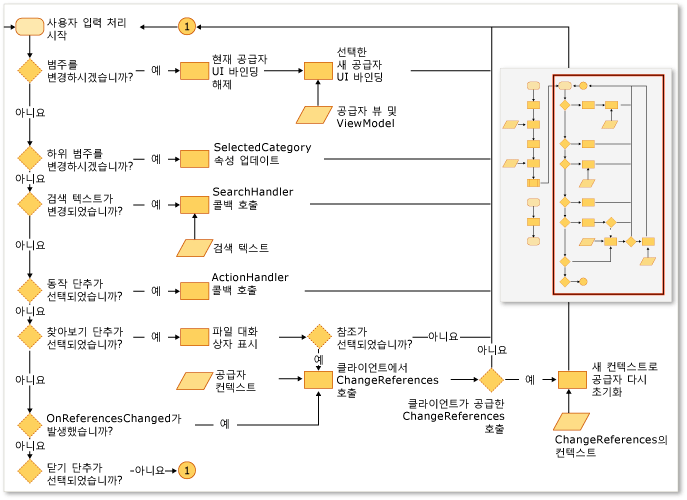 사용자 입력 처리
시작
1
범주를
변경하시겠습니까?
예
현재 공급자
UI 바인딩
해제
선택한
새 공급자
UI 바인딩
공급자 뷰 및
ViewModel
아니요
하위 범주를
변경하시겠습니까?
예
SelectedCategory
속성 업데이트
아니요
검색 텍스트가
변경되었습니까?
예
SearchHandler
콜백 호출
검색 텍스트
아니요
동작 단추가
선택되었습니까?
예
ActionHandler
콜백 호출
아니요
찾아보기 단추가
선택되었습니까?
예
파일 대화
상자 표시
참조가
선택되었습니까?
아니요
예
아니요
아니요
공급자
컨텍스트
클라이언트에서
ChangeReferences
호출
클라이언트가 공급한
ChangeReferences
호출
예
새 컨텍스트로
공급자 다시
초기화
ChangeReferences의
컨텍스트
OnReferencesChanged가
발생했습니까?
예
아니요
닫기 단추가
선택되었습니까?
아니요
1